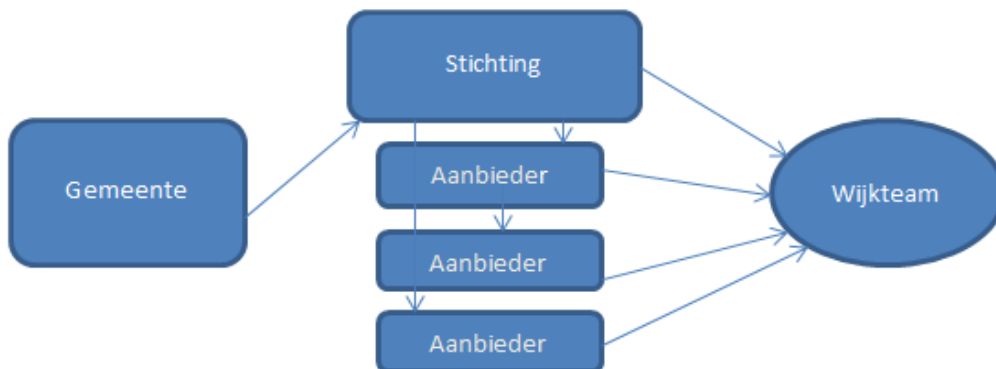 Stichting
Gemeente
Aanbieder
Wijkteam
Aanbieder
Aanbieder